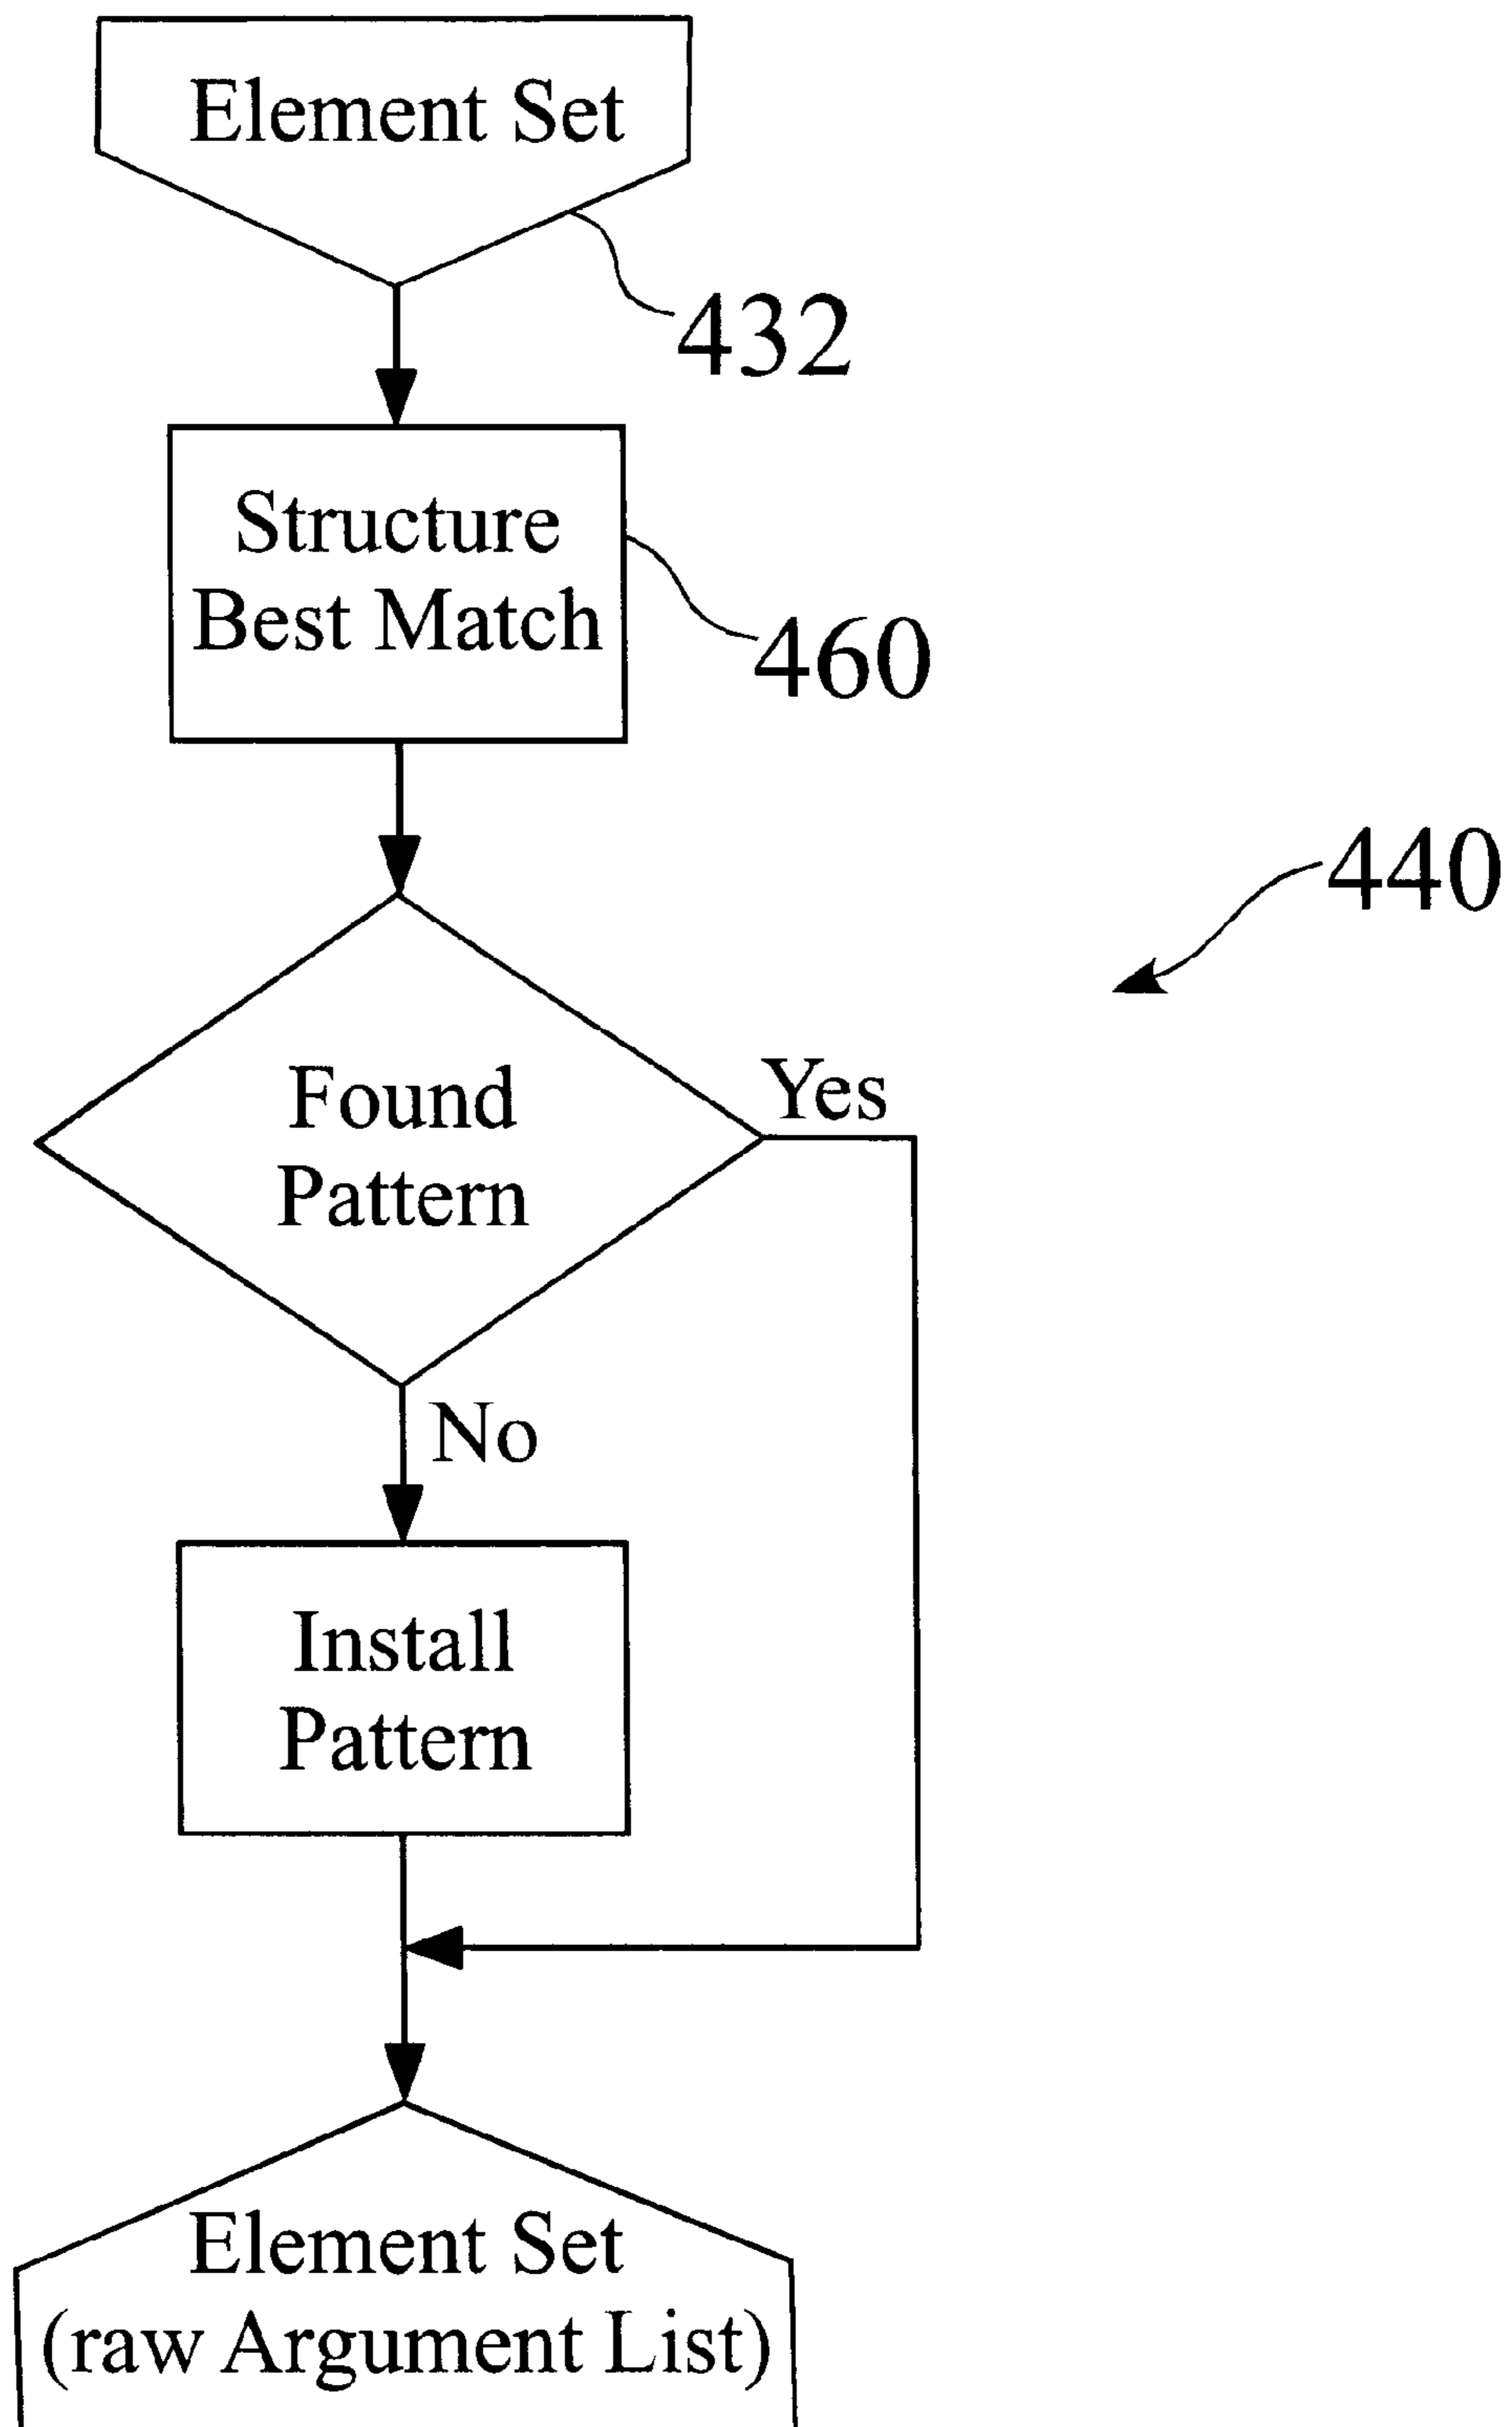 Element Set
432
Structure
Best Match
460
440
Found
Pattern
Yes
No
Install
Pattern
Element Set
(raw Argument List)